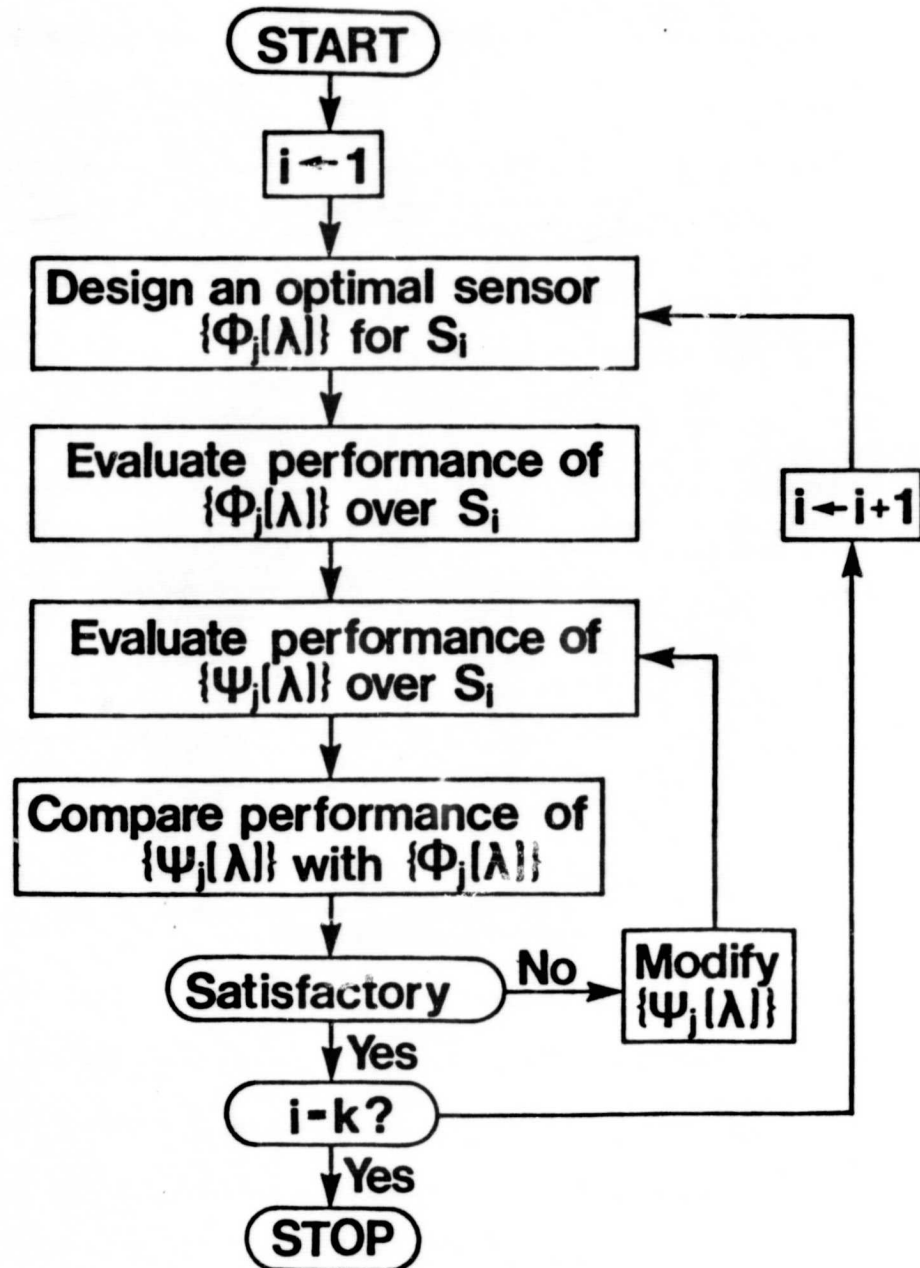 START
i ← 1
Design an optimal sensor
{Φj(λ)} for Si
Evaluate performance of
{Φj(λ)} over Si
i ← i+1
Evaluate performance of
{Ψj(λ)} over Si
Compare performance of
{Ψj(λ)} with {Φj(λ)}
Satisfactory
No
Modify
{Ψj(λ)}
Yes
i=k?
Yes
STOP